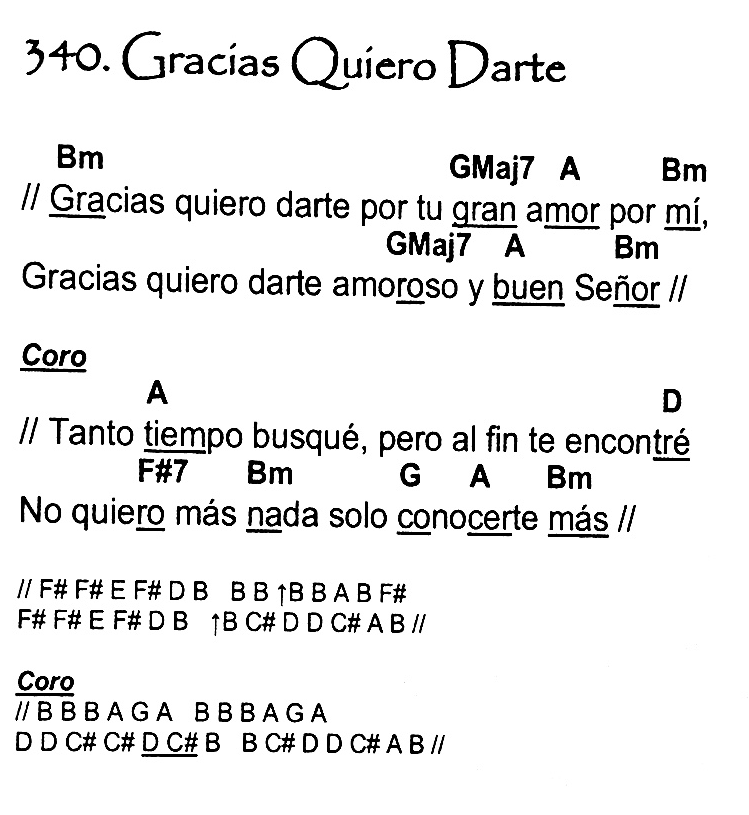 340. Gracias Quiero Darte
Bm GMaj7 A Bm
// Gracias quiero darte por tu gran amor por mí,
GMaj7 A Bm
Gracias quiero darte amoroso y buen Señor //
Coro
A D
// Tanto tiempo busqué, pero al fin te encontré
F#7 Bm G A Bm
No quiero más nada solo conocerte más //
// F# F# E F# D B B B ↑B B A B F#
F# F# E F# D B ↑B C# D D C# A B //
Coro
// B B B A G A B B B A G A
D D C# C# D C# B B C# D D C# A B //